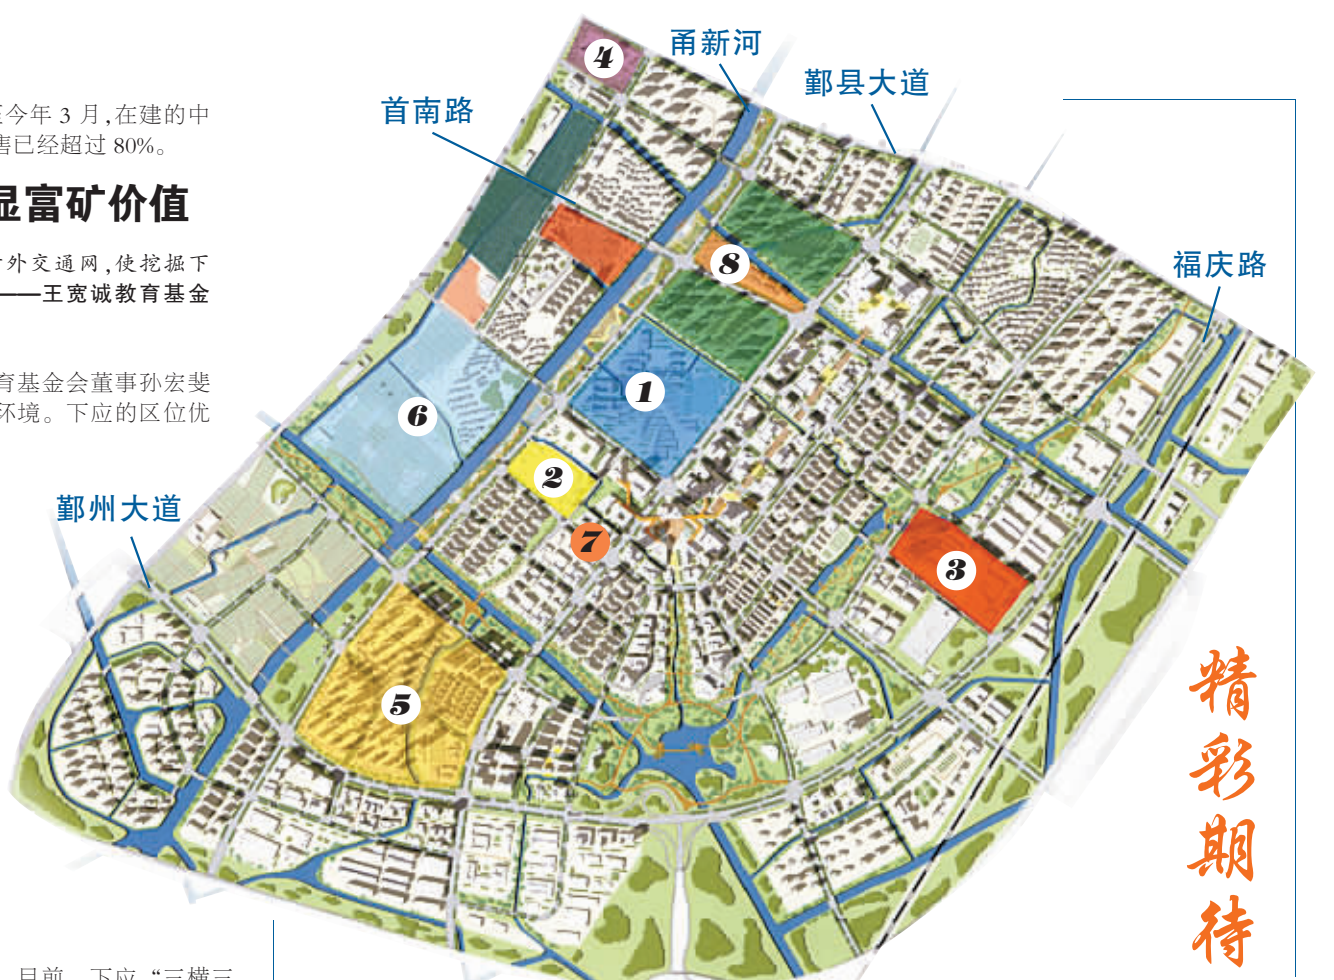 至今年 3 月,在建的中
售已经超过 80%。
显富矿价值
外交通网,使挖掘下
——王宽诚教育基金
育基金会董事孙宏斐
环境。下应的区位优
目前,下应“三横三
甬新河
鄞县大道
首南路
福庆路
鄞州大道
4
8
1
6
2
7
3
5
精
彩
期
待